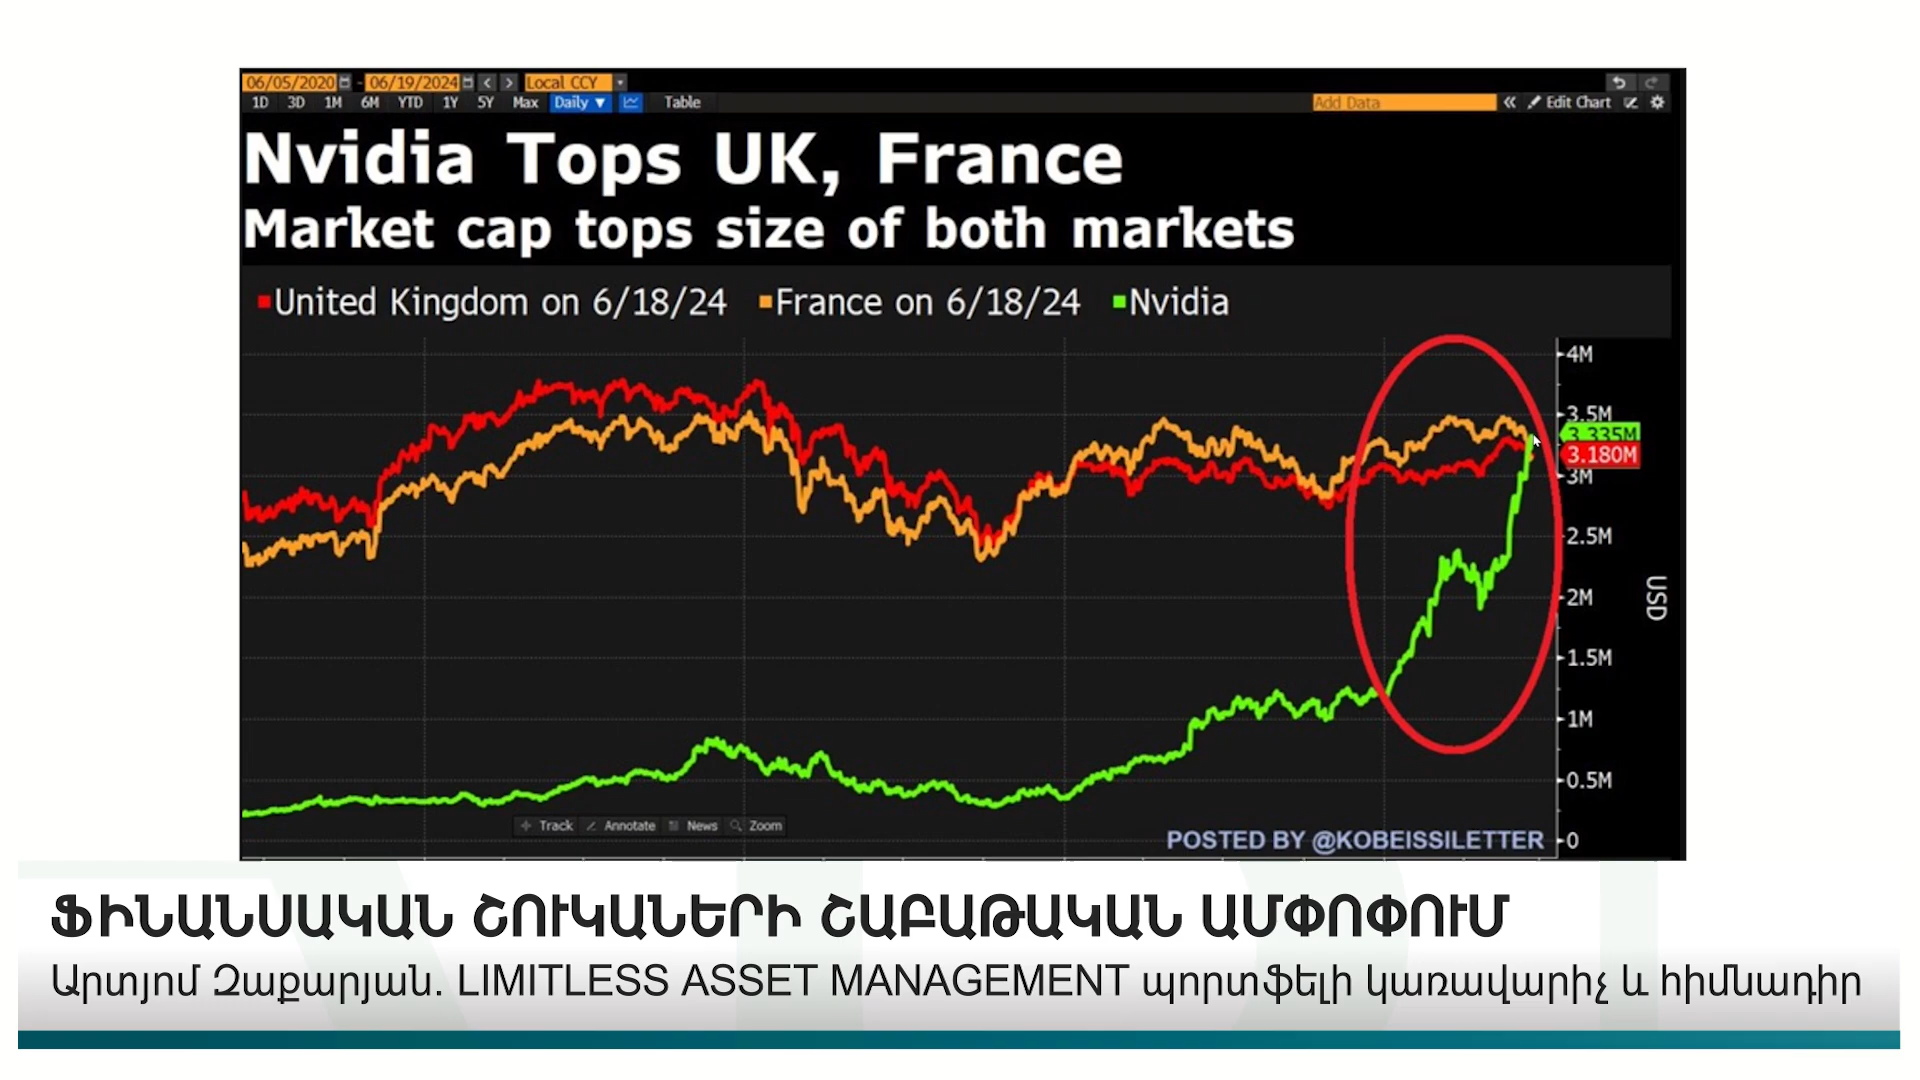 06/05/2020 - 06/19/2024 < > Local CCY
1D 3D 1M 6M YTD 1Y 5Y Max Daily ▼ Table Add Data « Edit Chart
Nvidia Tops UK, France
Market cap tops size of both markets
United Kingdom on 6/18/24 France on 6/18/24 Nvidia
4M
3.5M
3.335M
3.180M
3M
2.5M
2M
USD
1.5M
1M
0.5M
Track Annotate News Zoom
POSTED BY @KOBEISSILETTER
0
ՖԻՆԱՆՍԱԿԱՆ ՇՈՒԿԱՆԵՐԻ ՇԱԲԱԹԱԿԱՆ ԱՄՓՈՓՈՒՄ
Արտյոմ Զաքարյան. LIMITLESS ASSET MANAGEMENT պորտֆելի կառավարիչ և հիմնադիր